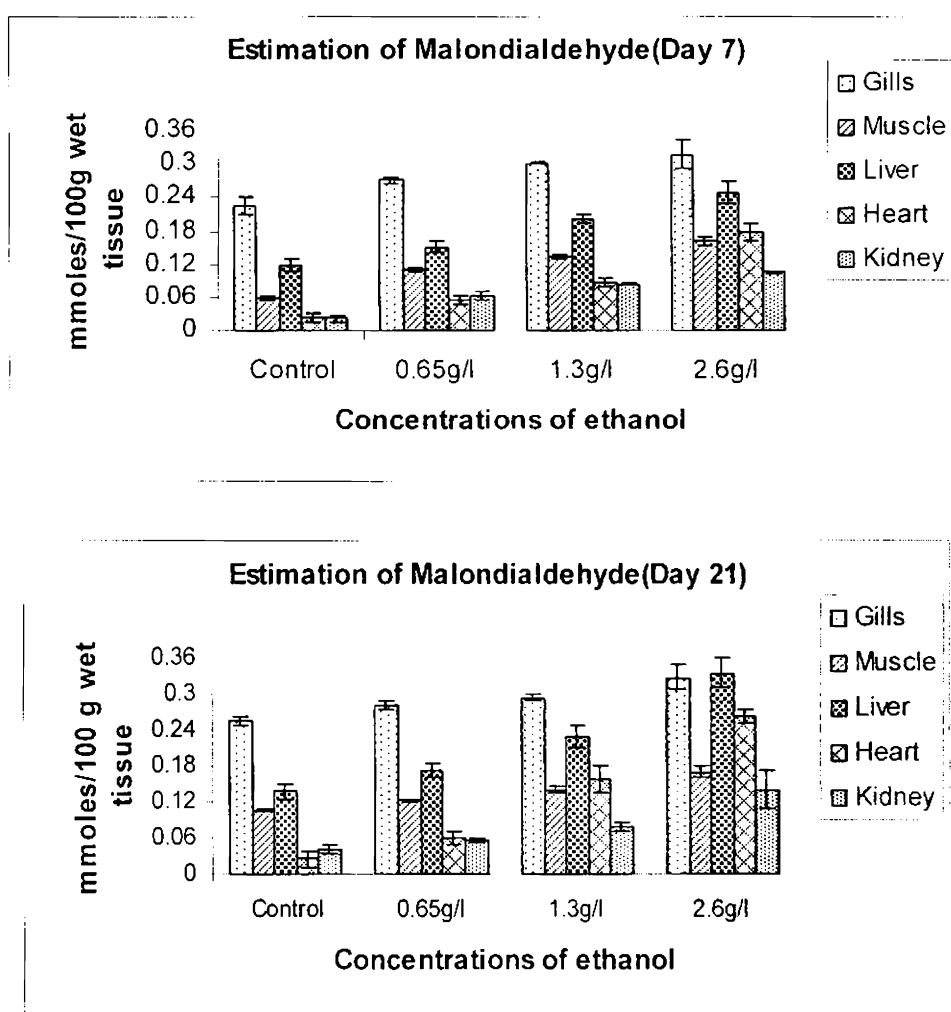 Estimation of Malondialdehyde(Day 7)
mmoles/100g wet
tissue
0.36
0.3
0.24
0.18
0.12
0.06
0
Control
0.65g/l
1.3g/l
2.6g/l
Concentrations of ethanol
Gills
Muscle
Liver
Heart
Kidney
Estimation of Malondialdehyde(Day 21)
mmoles/100 g wet
tissue
0.36
0.3
0.24
0.18
0.12
0.06
0
Control
0.65g/l
1.3g/l
2.6g/l
Concentrations of ethanol
Gills
Muscle
Liver
Heart
Kidney